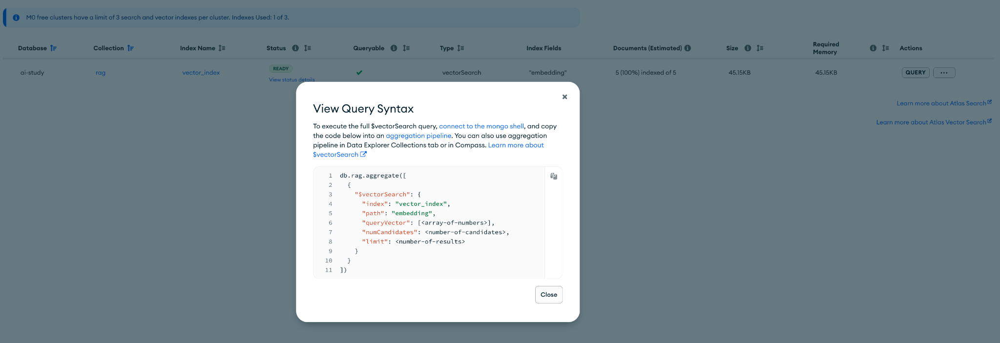 M0 free clusters have a limit of 3 search and vector indexes per cluster. Indexes Used: 1 of 3.
Database Collection Index Name Status Queryable Type Index Fields Documents (Estimated) Size Required Memory Actions
ai-study rag vector_index READY vectorSearch "embedding" 5 (100%) indexed of 5 45.15KB 45.15KB QUERY ...
View status details
Learn more about Atlas Search
Learn more about Atlas Vector Search
View Query Syntax
To execute the full $vectorSearch query, connect to the mongo shell, and copy
the code below into an aggregation pipeline. You can also use aggregation
pipeline in Data Explorer Collections tab or in Compass. Learn more about
$vectorSearch
1 db.rag.aggregate([
2   {
3     "$vectorSearch": {
4       "index": "vector_index",
5       "path": "embedding",
6       "queryVector": [<array-of-numbers>],
7       "numCandidates": <number-of-candidates>,
8       "limit": <number-of-results>
9     }
10   }
11 ])
Close